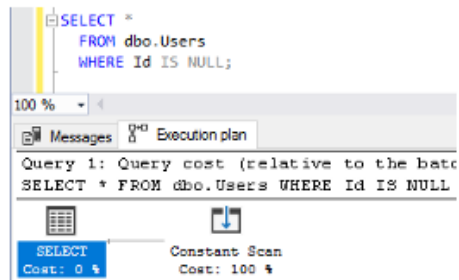 SELECT *
FROM dbo.Users
WHERE Id IS NULL;
100 %
Messages Execution plan
Query 1: Query cost (relative to the batc
SELECT * FROM dbo.Users WHERE Id IS NULL
SELECT Constant Scan
Cost: 0 % Cost: 100 %